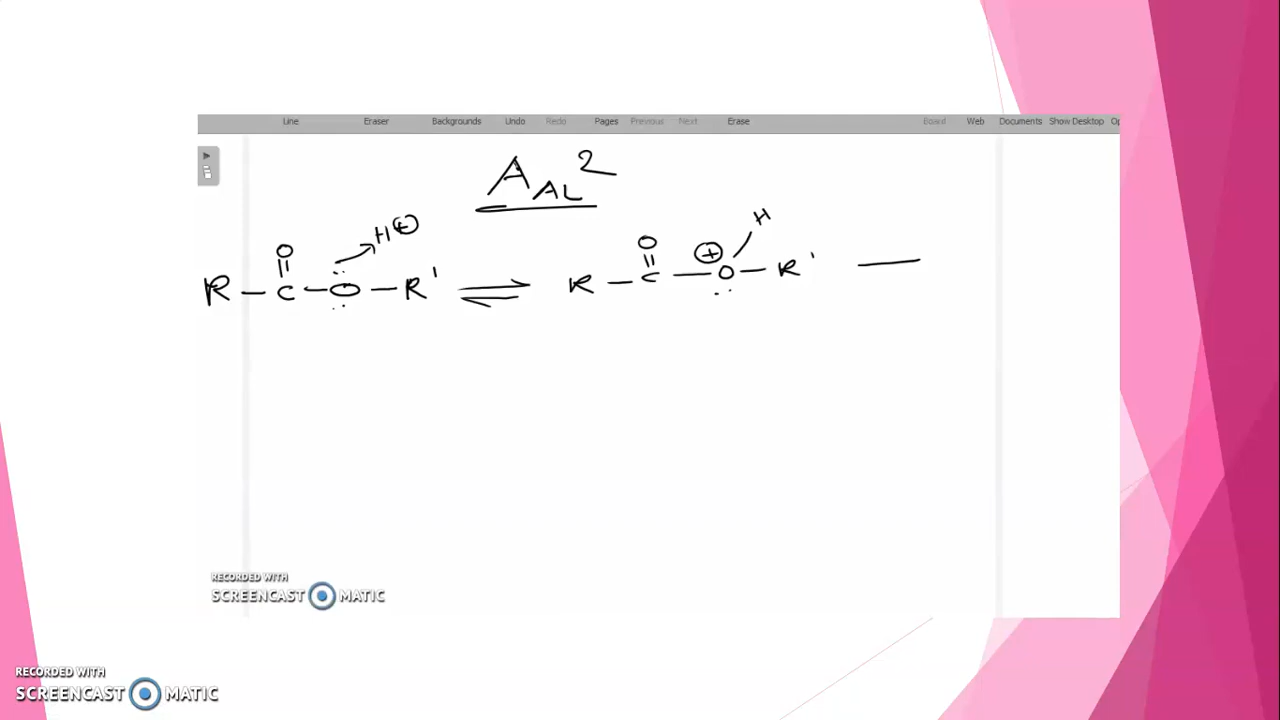 Line Eraser Backgrounds Undo Redo Pages Previous Next Erase Board Web Documents Show Desktop Op
A AL 2
H ⊕
H
O
O ⊕
R – C – O – R' ⇌ R – C – O – R' —
RECORDED WITH
SCREENCAST MATIC
RECORDED WITH
SCREENCAST MATIC